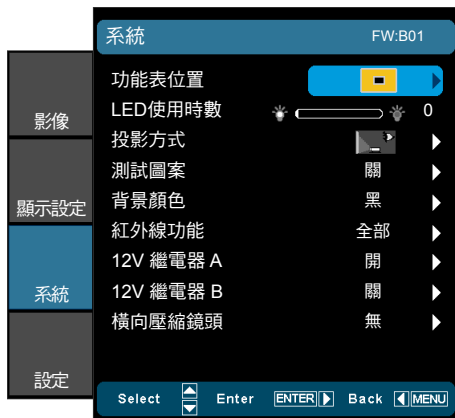 系統 FW:B01
影像
顯示設定
系統
設定
功能表位置
LED使用時數 0
投影方式
測試圖案 關
背景顏色 黑
紅外線功能 全部
12V 繼電器 A 開
12V 繼電器 B 關
橫向壓縮鏡頭 無
Select Enter ENTER Back MENU